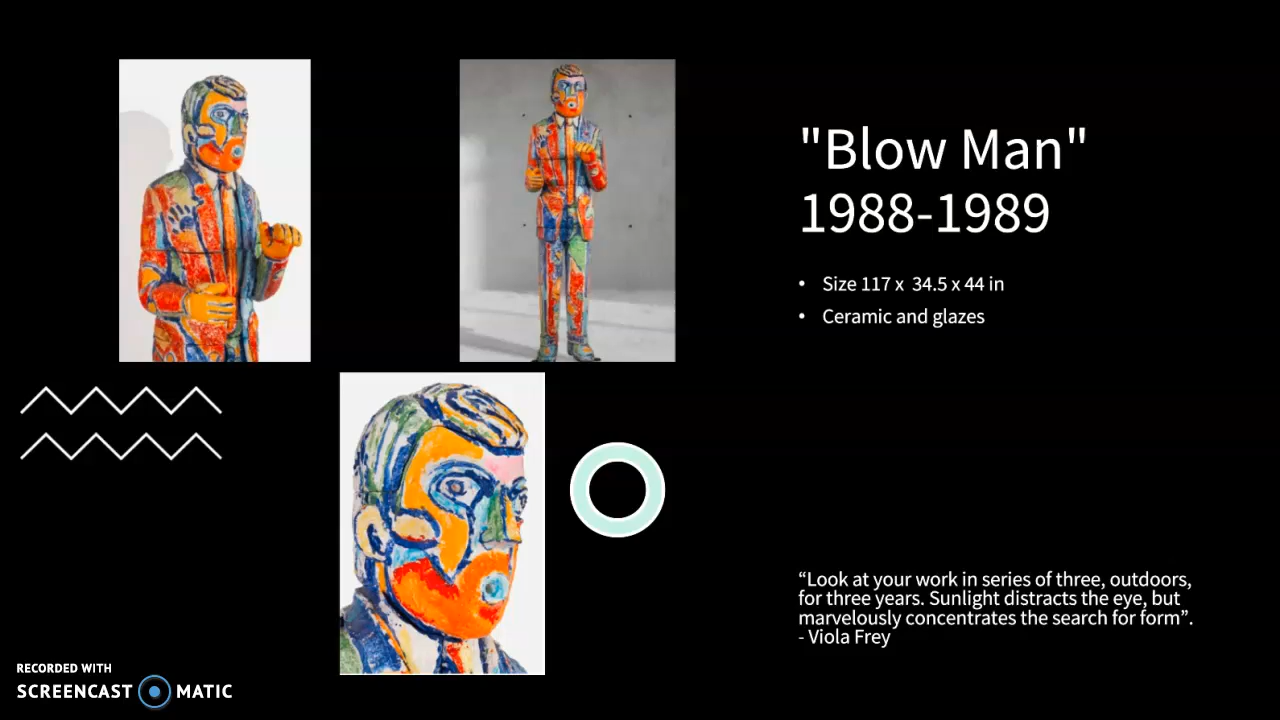 "Blow Man"
1988-1989
• Size 117 x  34.5 x 44 in
• Ceramic and glazes
“Look at your work in series of three, outdoors,
for three years. Sunlight distracts the eye, but
marvelously concentrates the search for form”.
- Viola Frey
RECORDED WITH
SCREENCAST MATIC